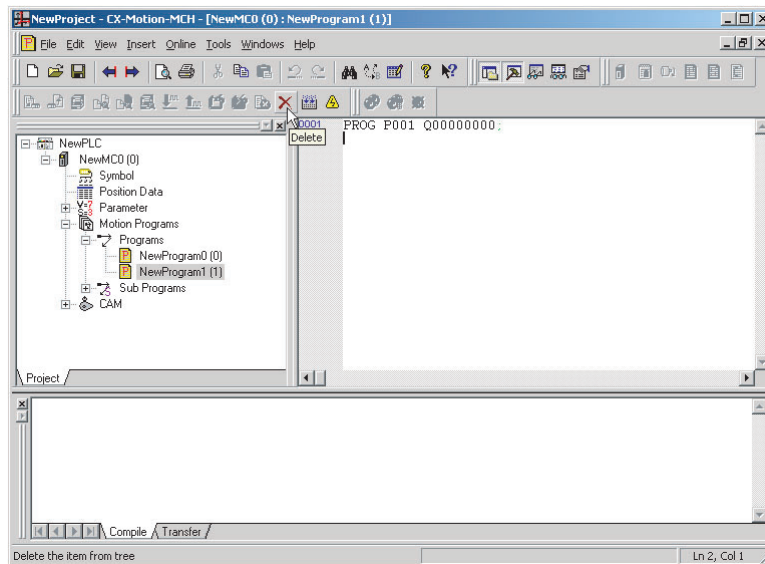 NewProject - CX-Motion-MCH - [NewMC0 (0) : NewProgram1 (1)]
File Edit View Insert Online Tools Windows Help
0001 PROG P001 Q00000000;
Delete
NewPLC
NewMC0 (0)
Symbol
Position Data
Parameter
Motion Programs
Programs
NewProgram0 (0)
NewProgram1 (1)
Sub Programs
CAM
Project
Compile Transfer
Delete the item from tree
Ln 2, Col 1